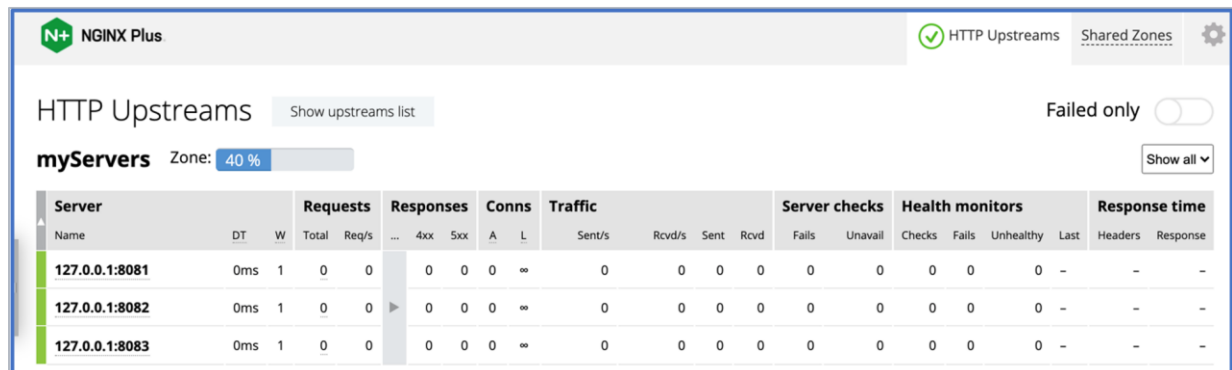 N+ NGINX Plus HTTP Upstreams Shared Zones
HTTP Upstreams Show upstreams list Failed only
myServers Zone: 40 % Show all
Server Requests Responses Conns Traffic Server checks Health monitors Response time
Name DT W Total Req/s ... 4xx 5xx A L Sent/s Rcvd/s Sent Rcvd Fails Unavail Checks Fails Unhealthy Last Headers Response
127.0.0.1:8081 0ms 1 0 0 0 0 0 ∞ 0 0 0 0 0 0 0 0 0 – – –
127.0.0.1:8082 0ms 1 0 0 0 0 0 ∞ 0 0 0 0 0 0 0 0 0 – – –
127.0.0.1:8083 0ms 1 0 0 0 0 0 ∞ 0 0 0 0 0 0 0 0 0 – – –